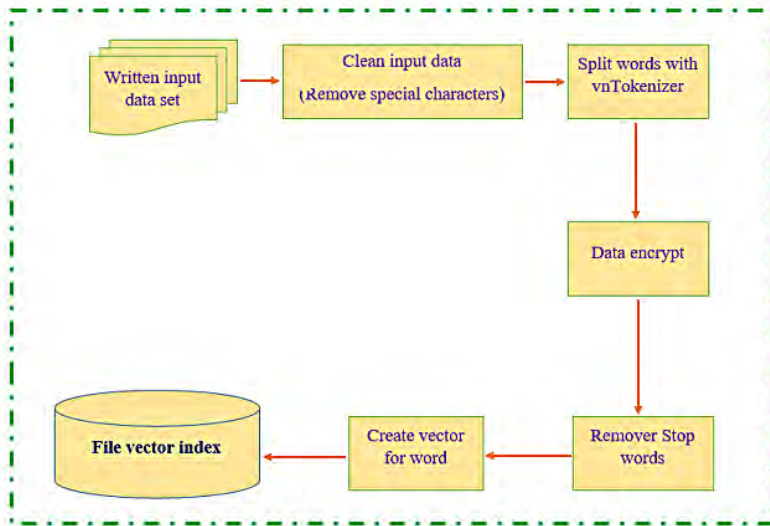 Written input
data set
Clean input data
(Remove special characters)
Split words with
vnTokenizer
Data encrypt
Remover Stop
words
Create vector
for word
File vector index